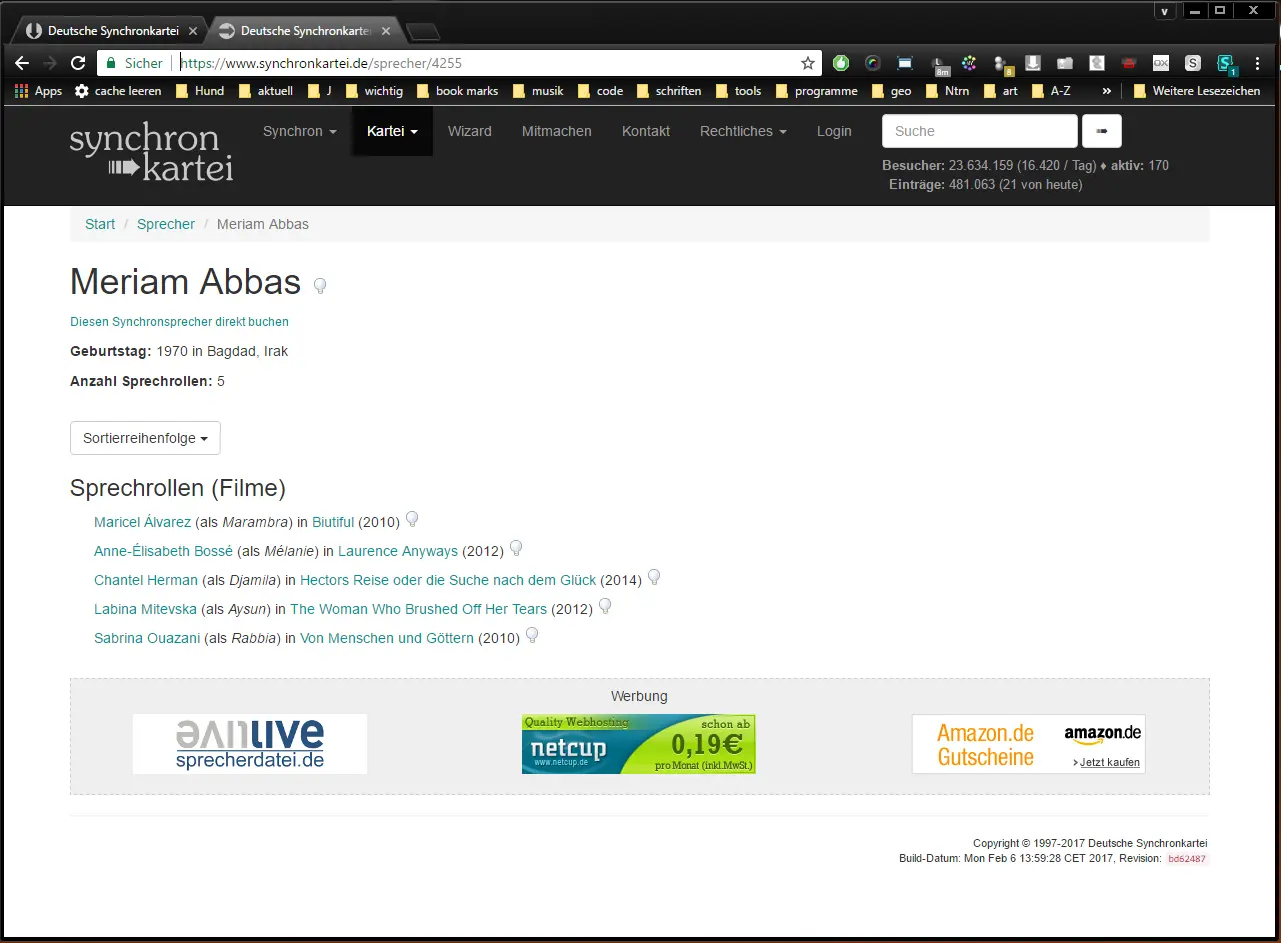 Deutsche Synchronkartei
Deutsche Synchronkarte
Sicher https://www.synchronkartei.de/sprecher/4255
8m
8
1
Apps cache leeren Hund aktuell J wichtig book marks musik code schriften tools programme geo Ntrn art A-Z » Weitere Lesezeichen
synchron
kartei
Synchron Kartei Wizard Mitmachen Kontakt Rechtliches Login Suche
Besucher: 23.634.159 (16.420 / Tag) ♦ aktiv: 170
Einträge: 481.063 (21 von heute)
Start / Sprecher / Meriam Abbas
Meriam Abbas
Diesen Synchronsprecher direkt buchen
Geburtstag: 1970 in Bagdad, Irak
Anzahl Sprechrollen: 5
Sortierreihenfolge
Sprechrollen (Filme)
Maricel Álvarez (als Marambra) in Biutiful (2010)
Anne-Élisabeth Bossé (als Mélanie) in Laurence Anyways (2012)
Chantel Herman (als Djamila) in Hectors Reise oder die Suche nach dem Glück (2014)
Labina Mitevska (als Aysun) in The Woman Who Brushed Off Her Tears (2012)
Sabrina Ouazani (als Rabbia) in Von Menschen und Göttern (2010)
Werbung
live
sprecherdatei.de
Quality Webhosting
netcup
www.netcup.de
schon ab
0,19€
pro Monat (inkl.MwSt.)
Amazon.de
Gutscheine
amazon.de
› Jetzt kaufen
Copyright © 1997-2017 Deutsche Synchronkartei
Build-Datum: Mon Feb 6 13:59:28 CET 2017, Revision: bd62487